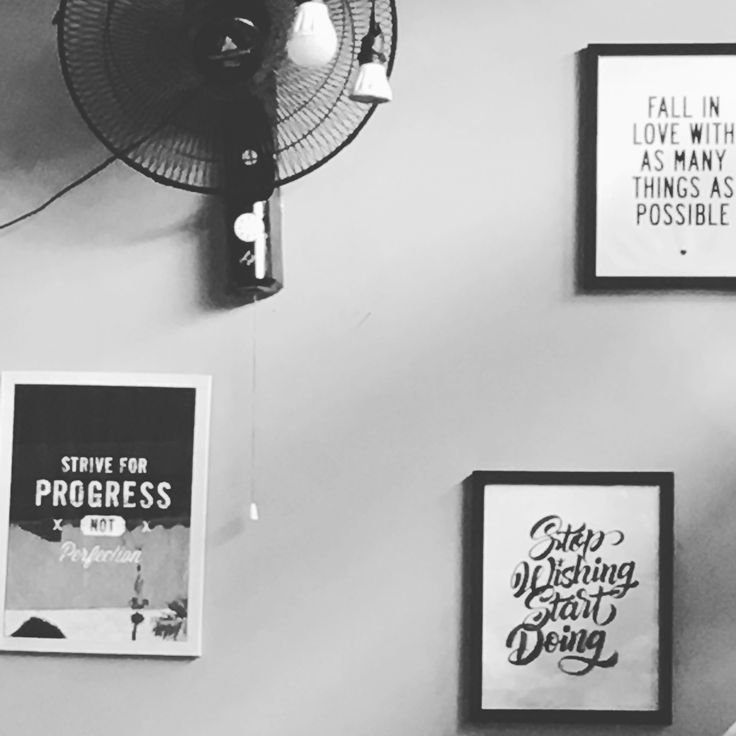 FALL IN
LOVE WITH
AS MANY
THINGS AS
POSSIBLE
STRIVE FOR
PROGRESS
X NOT X
Perfection
Stop
Wishing
Start
Doing